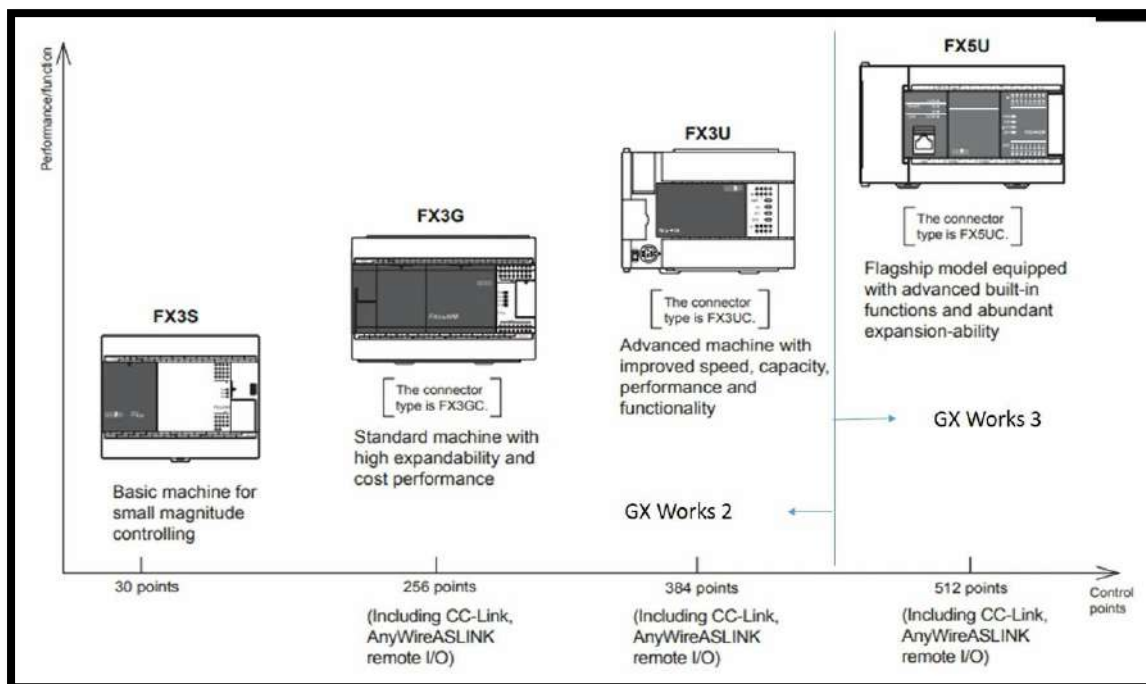 Performance/function
FX5U
The connector
type is FX5UC.
Flagship model equipped
with advanced built-in
functions and abundant
expansion-ability
FX3U
The connector
type is FX3UC.
Advanced machine with
improved speed, capacity,
performance and
functionality
FX3G
The connector
type is FX3GC.
Standard machine with
high expandability and
cost performance
FX3S
Basic machine for
small magnitude
controlling
GX Works 3
GX Works 2
30 points
256 points
(Including CC-Link,
AnyWireASLINK
remote I/O)
384 points
(Including CC-Link,
AnyWireASLINK
remote I/O)
512 points
(Including CC-Link,
AnyWireASLINK
remote I/O)
Control
points